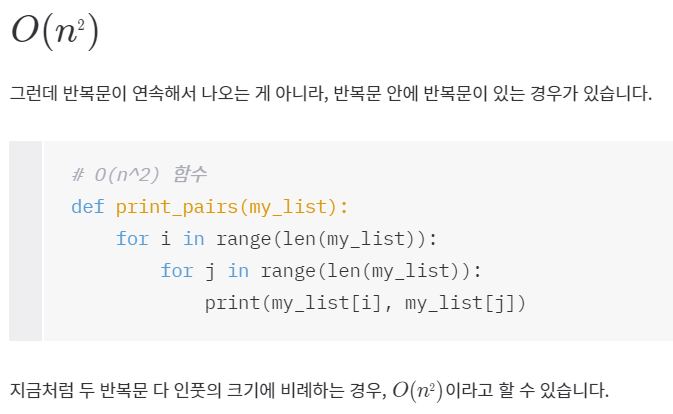 O(n²)
그런데 반복문이 연속해서 나오는 게 아니라, 반복문 안에 반복문이 있는 경우가 있습니다.
# O(n^2) 함수
def print_pairs(my_list):
    for i in range(len(my_list)):
        for j in range(len(my_list)):
            print(my_list[i], my_list[j])
지금처럼 두 반복문 다 인풋의 크기에 비례하는 경우, O(n²)이라고 할 수 있습니다.